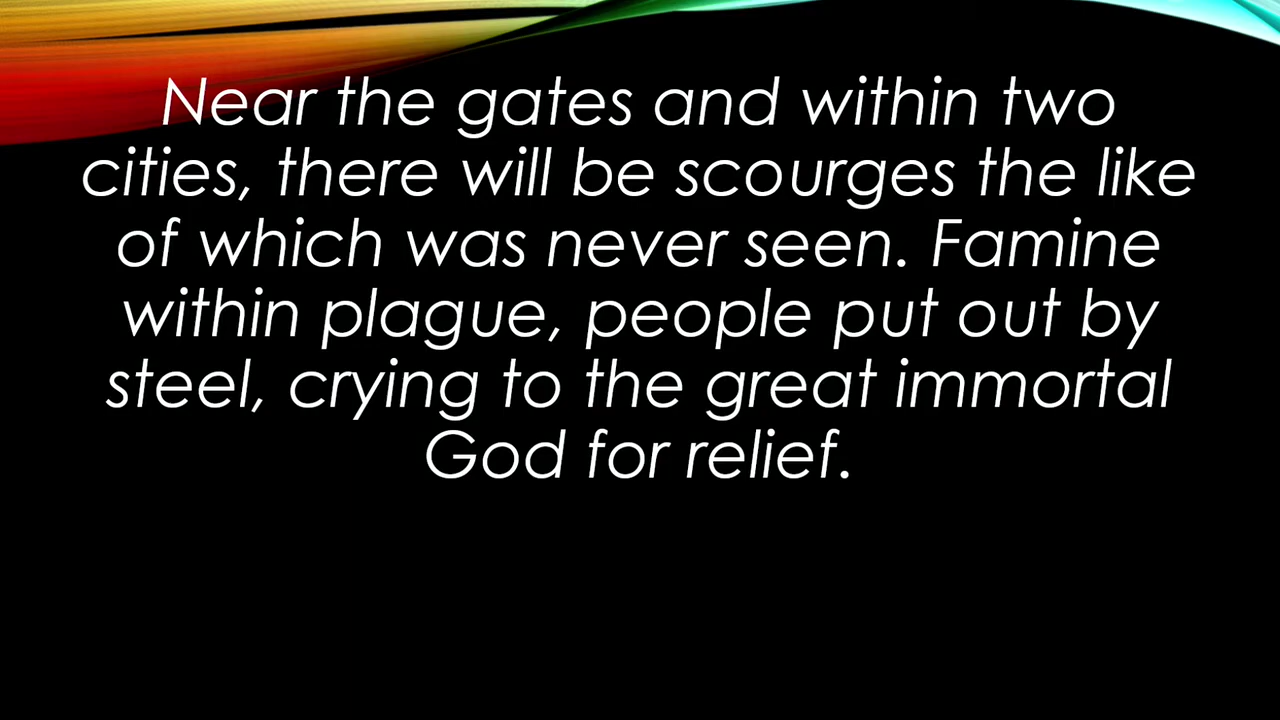 Near the gates and within two
cities, there will be scourges the like
of which was never seen. Famine
within plague, people put out by
steel, crying to the great immortal
God for relief.